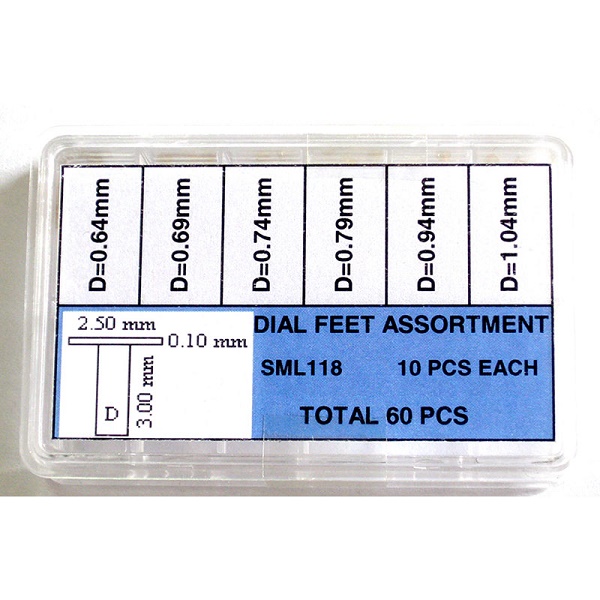 D=0.64mm
D=0.69mm
D=0.74mm
D=0.79mm
D=0.94mm
D=1.04mm
2.50 mm
0.10 mm
3.00 mm
D
DIAL FEET ASSORTMENT
SML118 10 PCS EACH
TOTAL 60 PCS